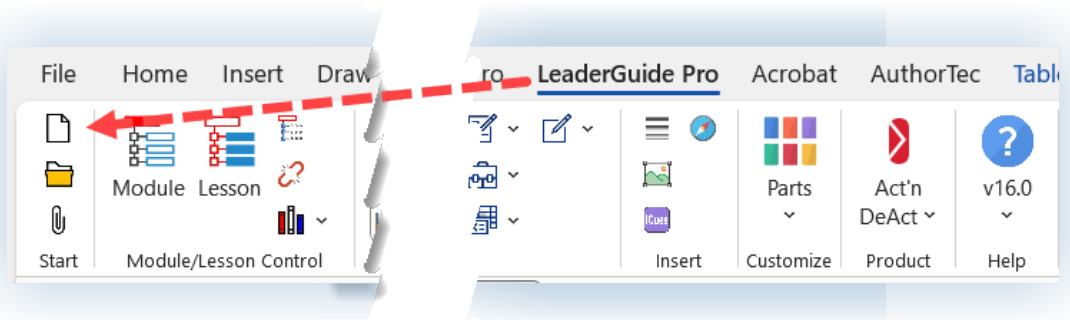 File Home Insert Draw ro LeaderGuide Pro Acrobat AuthorTec Table
Module Lesson Parts Act'n v16.0
DeAct
ICues
Start Module/Lesson Control Insert Customize Product Help